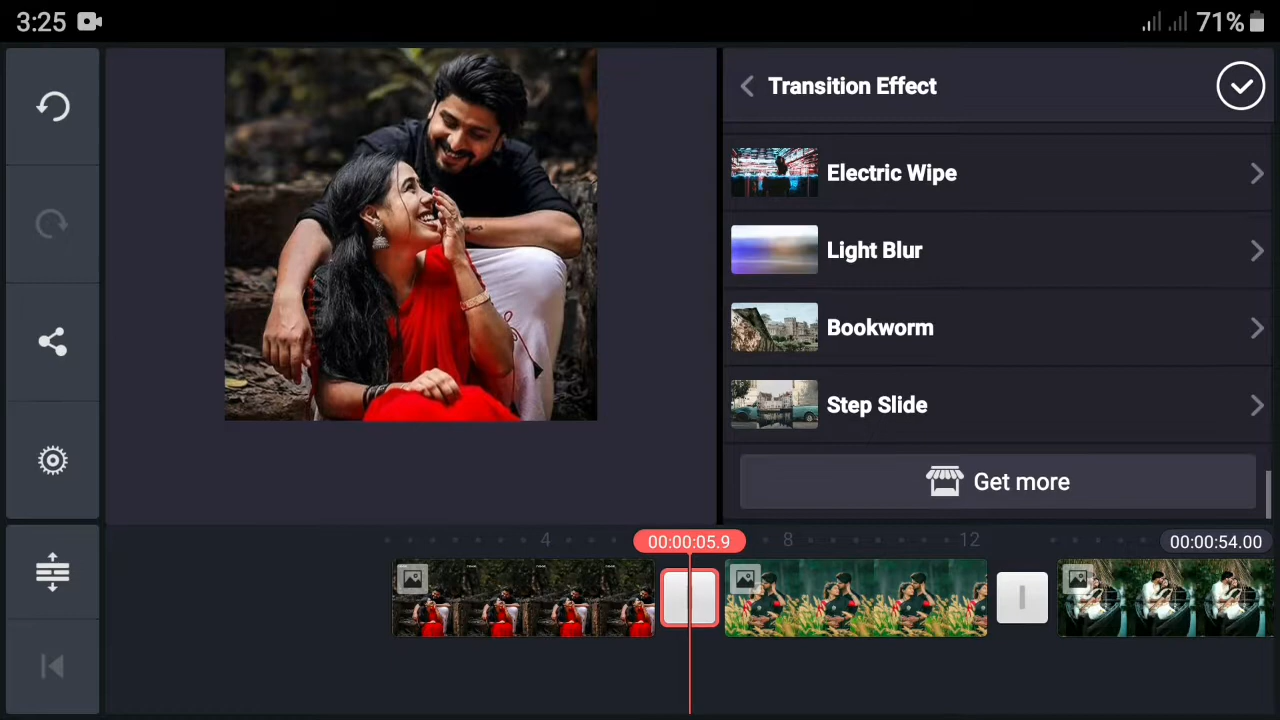 3:25
71%
Transition Effect
Electric Wipe
Light Blur
Bookworm
Step Slide
Get more
4
00:00:05.9
8
12
00:00:54.00